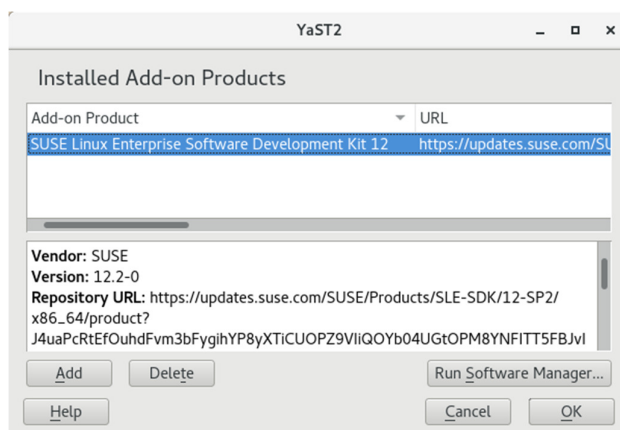 YaST2
Installed Add-on Products
Add-on Product URL
SUSE Linux Enterprise Software Development Kit 12 https://updates.suse.com/SU
Vendor: SUSE
Version: 12.2-0
Repository URL: https://updates.suse.com/SUSE/Products/SLE-SDK/12-SP2/
x86_64/product?
J4uaPcRtEfOuhdFvm3bFygihYP8yXTiCUOPZ9VliQOYb04UGtOPM8YNFITT5FBJvI
Add Delete Run Software Manager...
Help Cancel OK